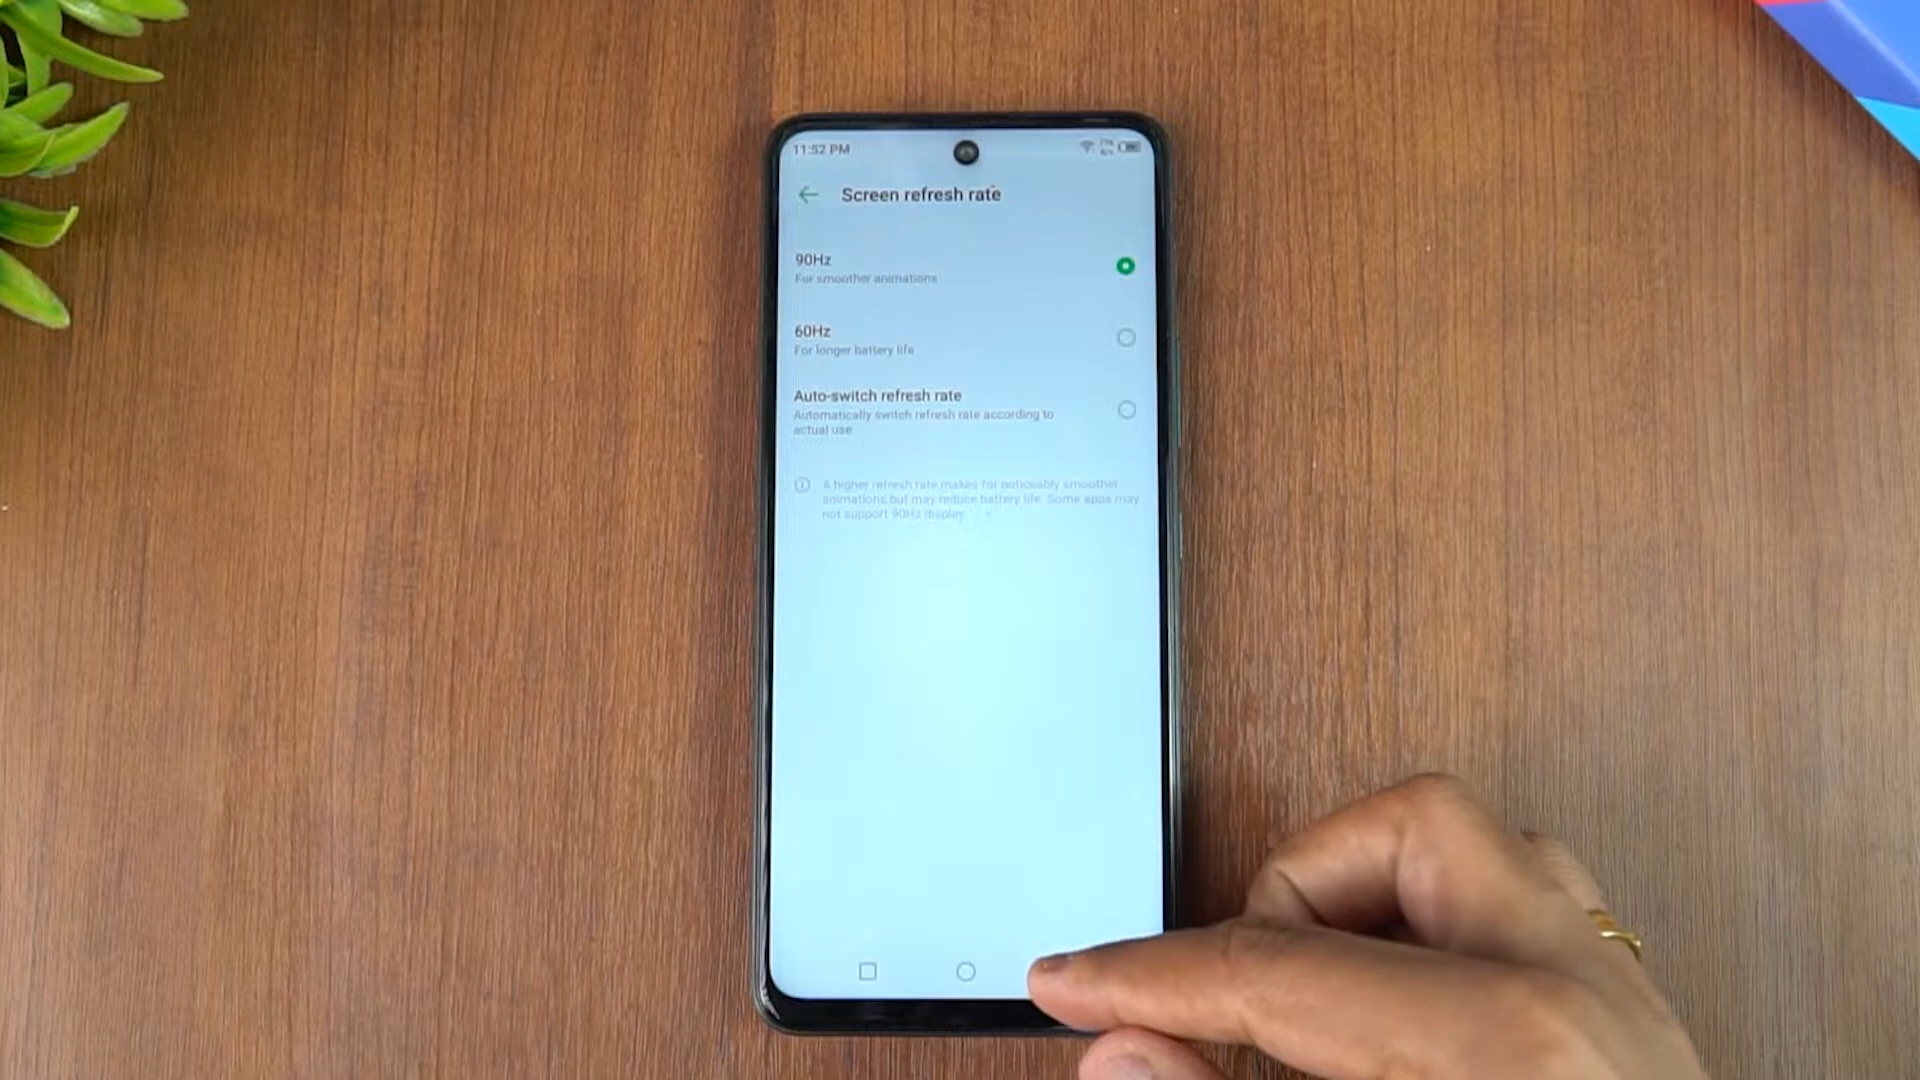 11:52 PM
Screen refresh rate
90Hz
For smoother animations
60Hz
For longer battery life
Auto-switch refresh rate
Automatically switch refresh rate according to
actual use
A higher refresh rate makes for noticeably smoother
animations but may reduce battery life. Some apps may
not support 90Hz display.